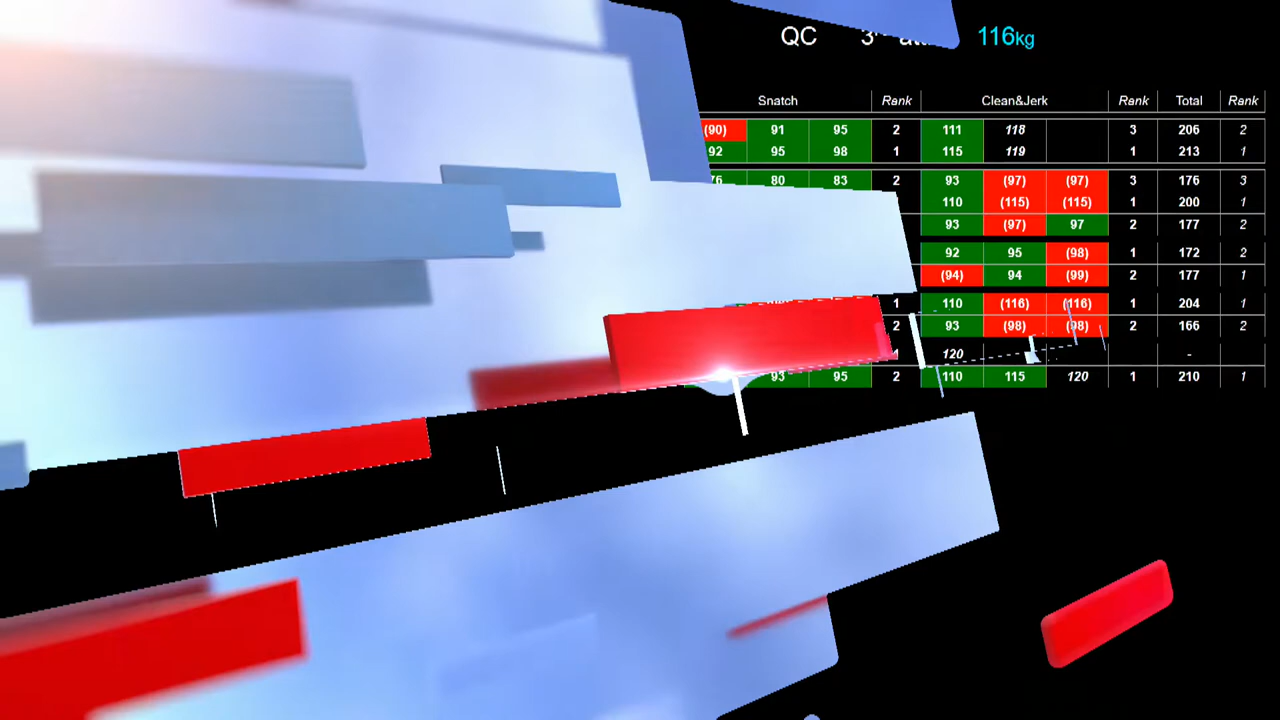 QC 116kg
Snatch Rank Clean&Jerk Rank Total Rank
(90) 91 95 2 111 118 3 206 2
92 95 98 1 115 119 1 213 1
76 80 83 2 93 (97) (97) 3 176 3
110 (115) (115) 1 200 1
93 (97) 97 2 177 2
92 95 (98) 1 172 2
(94) 94 (99) 2 177 1
1 110 (116) (116) 1 204 1
2 93 (98) (98) 2 166 2
120 -
93 95 2 110 115 120 1 210 1